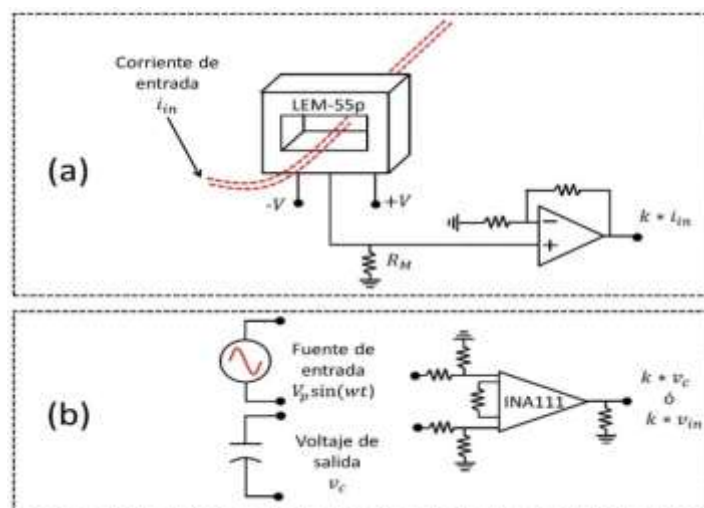 Corriente de
entrada
i_in
LEM-55p
(a)
-V
+V
R_M
k * i_in
Fuente de
entrada
V_p sin(wt)
(b)
Voltaje de
salida
v_c
INA111
k * v_c
ó
k * v_in